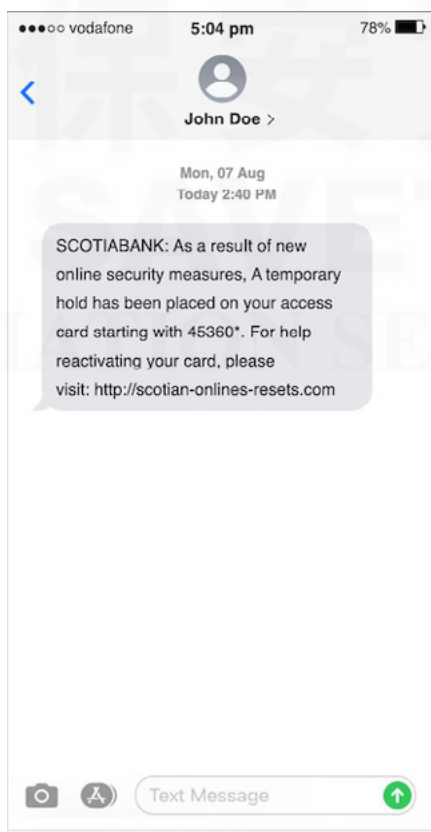 vodafone 5:04 pm 78%
John Doe >
Mon, 07 Aug
Today 2:40 PM
SCOTIABANK: As a result of new
online security measures, A temporary
hold has been placed on your access
card starting with 45360*. For help
reactivating your card, please
visit: http://scotian-onlines-resets.com
Text Message